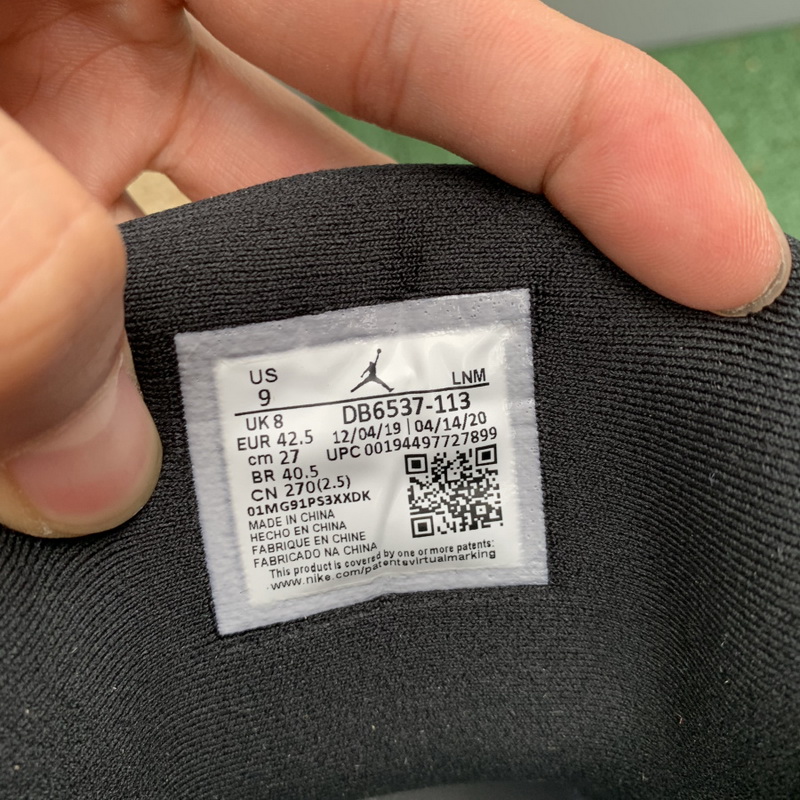 US LNM
9
UK 8 DB6537-113
EUR 42.5 12/04/19 | 04/14/20
cm 27 UPC 00194497727899
BR 40.5
CN 270(2.5)
01MG91PS3XXDK
MADE IN CHINA
HECHO EN CHINA
FABRIQUE EN CHINE
FABRICADO NA CHINA
This product is covered by one or more patents:
www.nike.com/patentsvirtualmarking